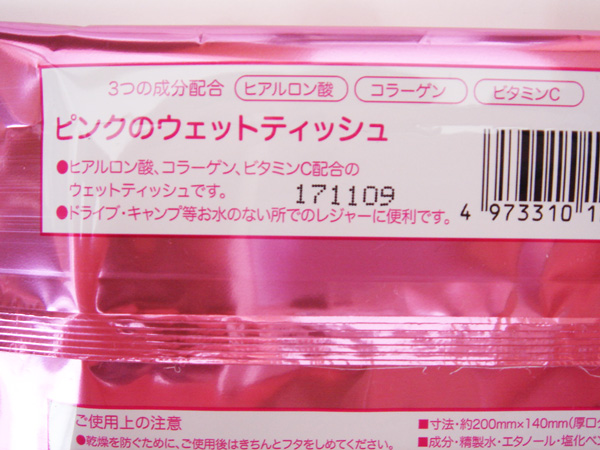 3つの成分配合 ヒアルロン酸 コラーゲン ビタミンC
ピンクのウェットティッシュ
●ヒアルロン酸、コラーゲン、ビタミンC配合の
ウェットティッシュです。 171109
●ドライブ・キャンプ等お水のない所でのレジャーに便利です。
4 973310 1
ご使用上の注意
●乾燥を防ぐために、ご使用後はきちんとフタをしめてください。
■寸法・約200mm×140mm(厚口
■成分・精製水・エタノール・塩化ベン